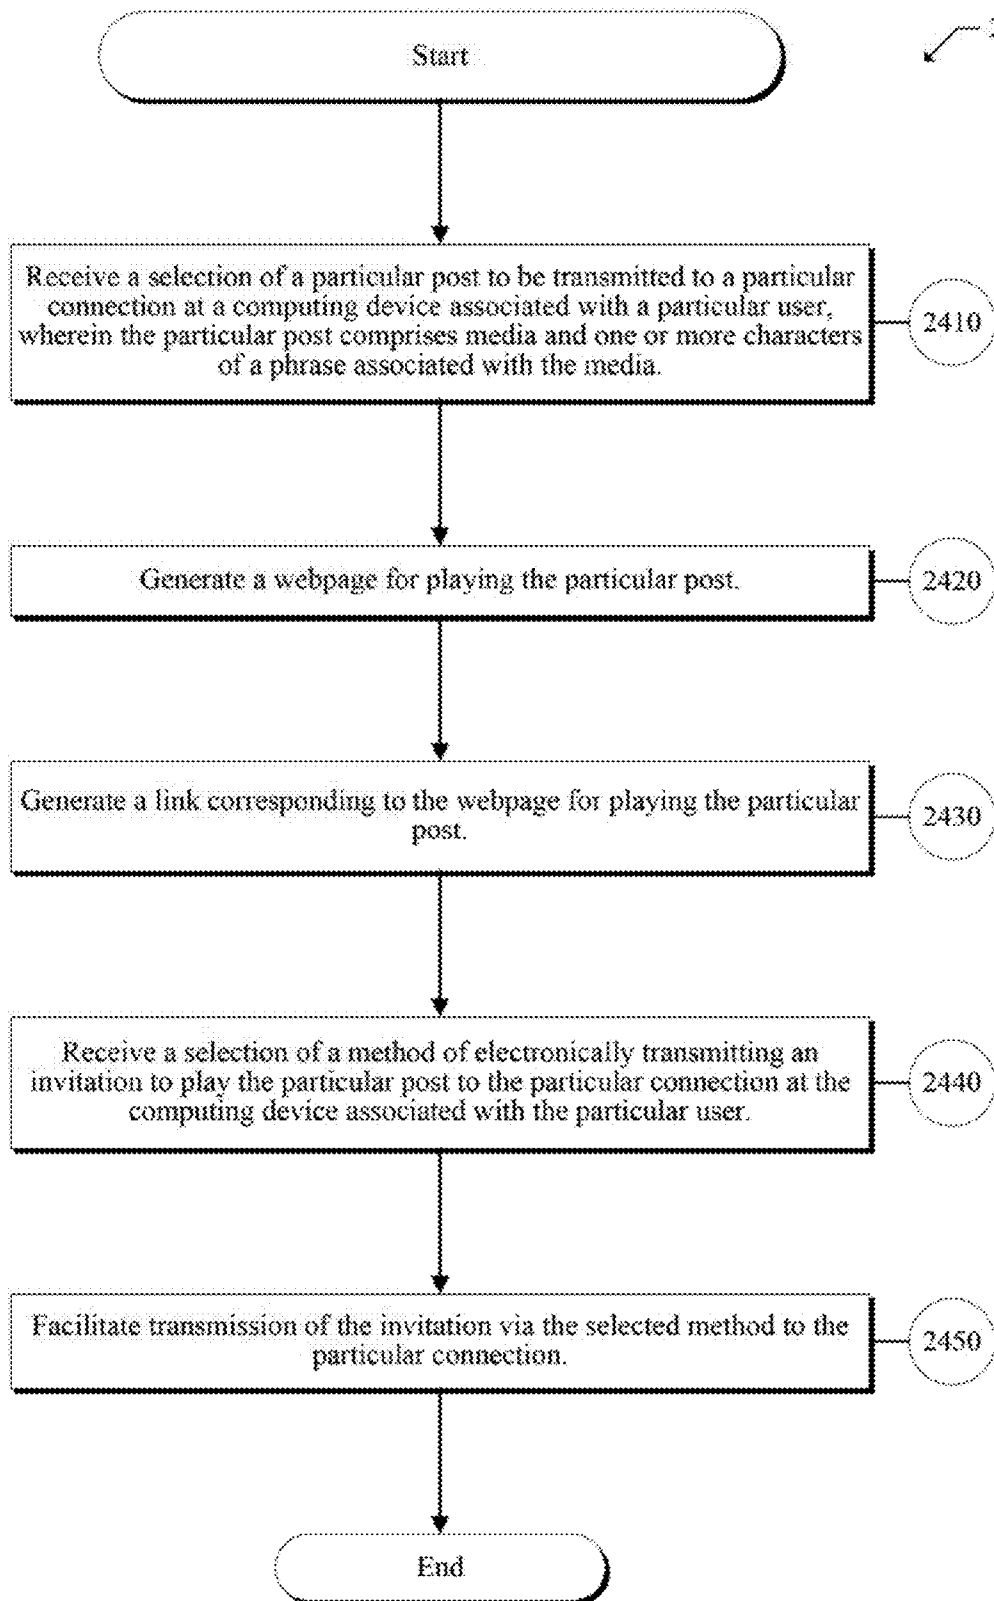 Start
Receive a selection of a particular post to be transmitted to a particular
connection at a computing device associated with a particular user,
wherein the particular post comprises media and one or more characters
of a phrase associated with the media.
2410
Generate a webpage for playing the particular post.
2420
Generate a link corresponding to the webpage for playing the particular
post.
2430
Receive a selection of a method of electronically transmitting an
invitation to play the particular post to the particular connection at the
computing device associated with the particular user.
2440
Facilitate transmission of the invitation via the selected method to the
particular connection.
2450
End